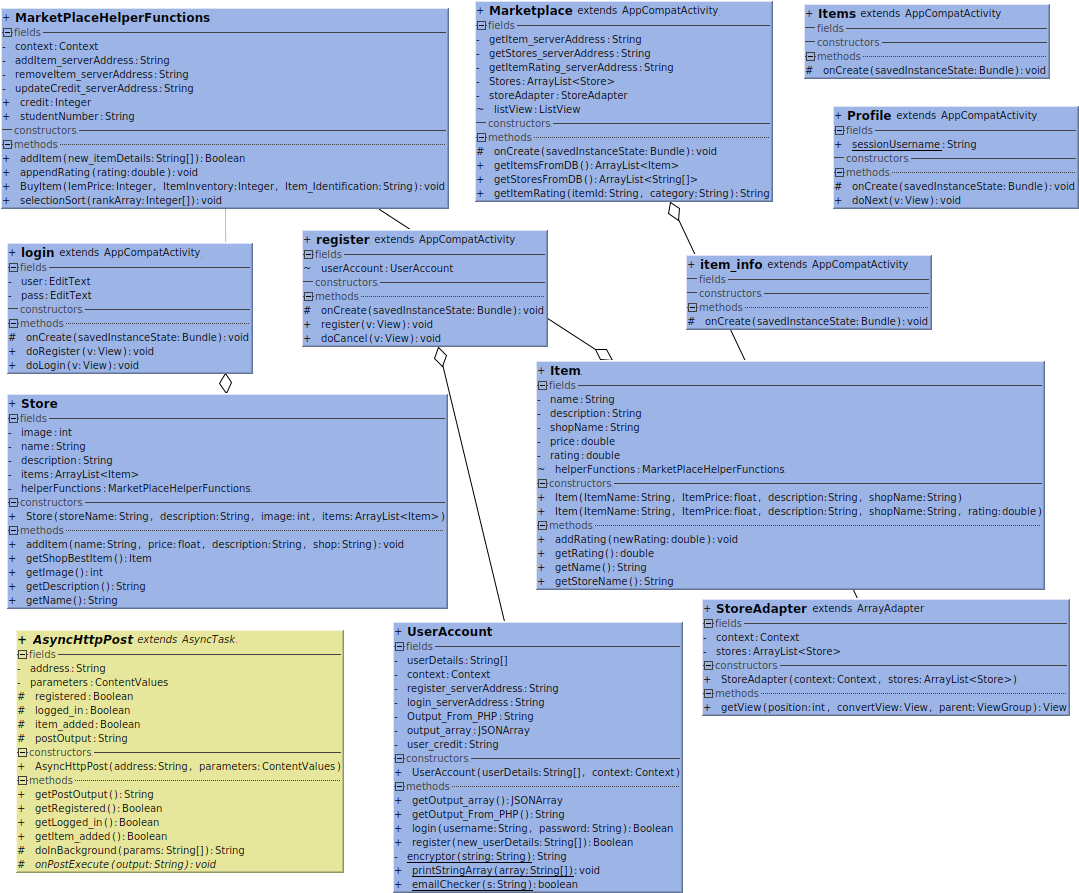 + MarketPlaceHelperFunctions
fields
- context: Context
- addItem_serverAddress: String
- removeItem_serverAddress: String
- updateCredit_serverAddress: String
+ credit: Integer
+ studentNumber: String
constructors
methods
+ addItem(new_itemDetails: String[]): Boolean
+ appendRating(rating:double): void
+ BuyItem(IemPrice: Integer, ItemInventory: Integer, Item_Identification: String): void
+ selectionSort(rankArray: Integer[]): void
+ Marketplace extends AppCompatActivity
fields
- getItem_serverAddress: String
- getStores_serverAddress: String
- getItemRating_serverAddress: String
- Stores: ArrayList<Store>
- storeAdapter: StoreAdapter
~ listView: ListView
constructors
methods
# onCreate(savedInstanceState: Bundle): void
+ getItemsFromDB(): ArrayList<Item>
+ getStoresFromDB(): ArrayList<String[]>
+ getItemRating(itemId: String, category: String): String
+ Items extends AppCompatActivity
fields
constructors
methods
# onCreate(savedInstanceState: Bundle): void
+ Profile extends AppCompatActivity
fields
+ sessionUsername: String
constructors
methods
# onCreate(savedInstanceState: Bundle): void
+ doNext(v: View): void
+ login extends AppCompatActivity
fields
- user: EditText
- pass: EditText
constructors
methods
# onCreate(savedInstanceState: Bundle): void
+ doRegister(v: View): void
+ doLogin(v: View): void
+ register extends AppCompatActivity
fields
~ userAccount: UserAccount
constructors
methods
# onCreate(savedInstanceState: Bundle): void
+ register(v: View): void
+ doCancel(v: View): void
+ item_info extends AppCompatActivity
fields
constructors
methods
# onCreate(savedInstanceState: Bundle): void
+ Item
fields
- name: String
- description: String
- shopName: String
- price: double
- rating: double
~ helperFunctions: MarketPlaceHelperFunctions
constructors
+ Item(ItemName: String, ItemPrice: float, description: String, shopName: String)
+ Item(ItemName: String, ItemPrice: float, description: String, shopName: String, rating: double)
methods
+ addRating(newRating: double): void
+ getRating(): double
+ getName(): String
+ getStoreName(): String
+ Store
fields
- image: int
- name: String
- description: String
- items: ArrayList<Item>
- helperFunctions: MarketPlaceHelperFunctions
constructors
+ Store(storeName: String, description: String, image: int, items: ArrayList<Item>)
methods
+ addItem(name: String, price: float, description: String, shop: String): void
+ getShopBestItem(): Item
+ getImage(): int
+ getDescription(): String
+ getName(): String
+ StoreAdapter extends ArrayAdapter
fields
- context: Context
- stores: ArrayList<Store>
constructors
+ StoreAdapter(context: Context, stores: ArrayList<Store>)
methods
+ getView(position: int, convertView: View, parent: ViewGroup): View
+ AsyncHttpPost extends AsyncTask
fields
- address: String
- parameters: ContentValues
# registered: Boolean
# logged_in: Boolean
# item_added: Boolean
# postOutput: String
constructors
+ AsyncHttpPost(address: String, parameters: ContentValues)
methods
+ getPostOutput(): String
+ getRegistered(): Boolean
+ getLogged_in(): Boolean
+ getItem_added(): Boolean
# doInBackground(params: String[]): String
# onPostExecute(output: String): void
+ UserAccount
fields
- userDetails: String[]
- context: Context
- register_serverAddress: String
- login_serverAddress: String
- Output_From_PHP: String
- output_array: JSONArray
- user_credit: String
constructors
+ UserAccount(userDetails: String[], context: Context)
methods
+ getOutput_array(): JSONArray
+ getOutput_From_PHP(): String
+ login(username: String, password: String): Boolean
+ register(new_userDetails: String[]): Boolean
- encryptor(string: String): String
+ printStringArray(array: String[]): void
+ emailChecker(s: String): boolean